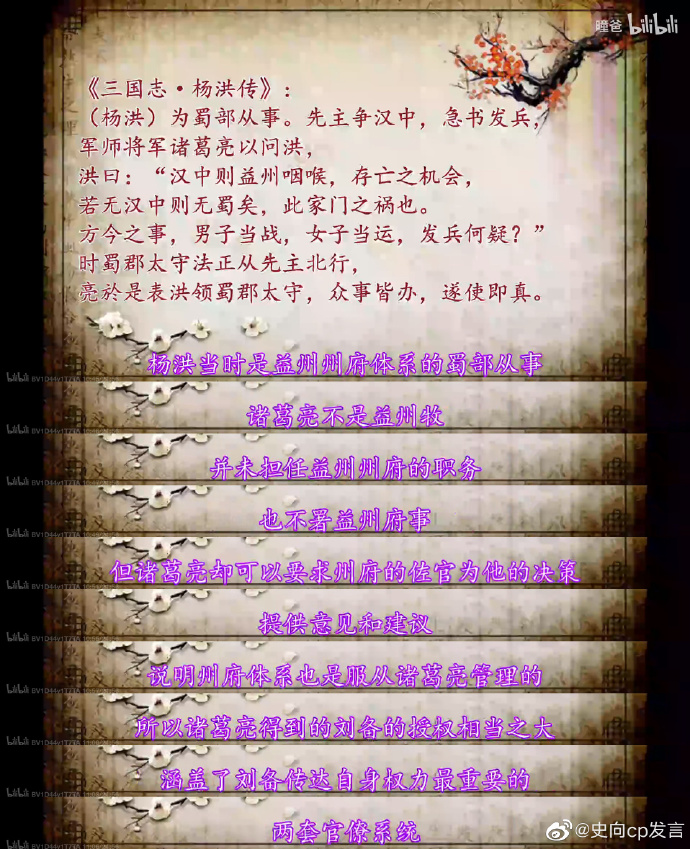 瞳爸 bilibili
《三国志·杨洪传》：
（杨洪）为蜀部从事。先主争汉中，急书发兵，
军师将军诸葛亮以问洪，
洪曰：“汉中则益州咽喉，存亡之机会，
若无汉中则无蜀矣，此家门之祸也。
方今之事，男子当战，女子当运，发兵何疑？”
时蜀郡太守法正从先主北行，
亮於是表洪领蜀郡太守，众事皆办，遂使即真。
杨洪当时是益州州府体系的蜀部从事
诸葛亮不是益州牧
并未担任益州州府的职务
也不署益州府事
但诸葛亮却可以要求州府的佐官为他的决策
提供意见和建议
说明州府体系也是服从诸葛亮管理的
所以诸葛亮得到的刘备的授权相当之大
涵盖了刘备传达自身权力最重要的
两套官僚系统
@史向cp发言